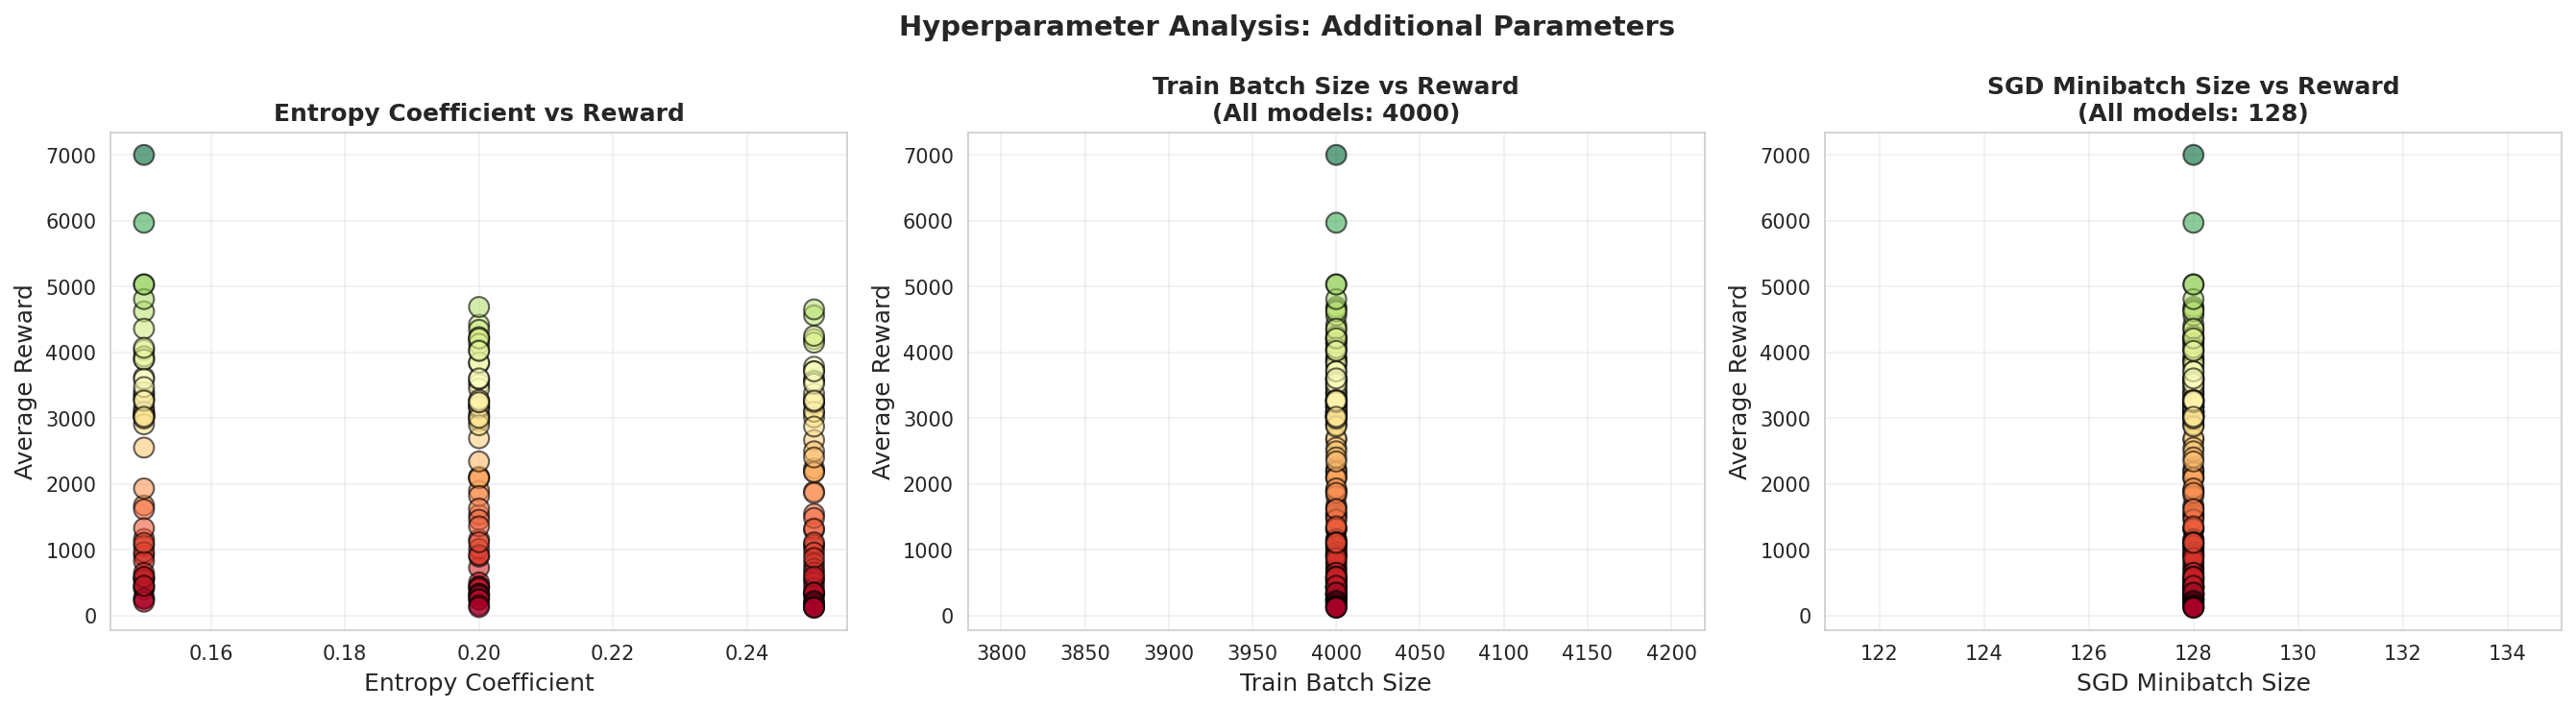 Hyperparameter Analysis: Additional Parameters
Entropy Coefficient vs Reward
7000
6000
5000
4000
3000
2000
1000
0
Average Reward
0.16 0.18 0.20 0.22 0.24
Entropy Coefficient
Train Batch Size vs Reward
(All models: 4000)
7000
6000
5000
4000
3000
2000
1000
0
Average Reward
3800 3850 3900 3950 4000 4050 4100 4150 4200
Train Batch Size
SGD Minibatch Size vs Reward
(All models: 128)
7000
6000
5000
4000
3000
2000
1000
0
Average Reward
122 124 126 128 130 132 134
SGD Minibatch Size